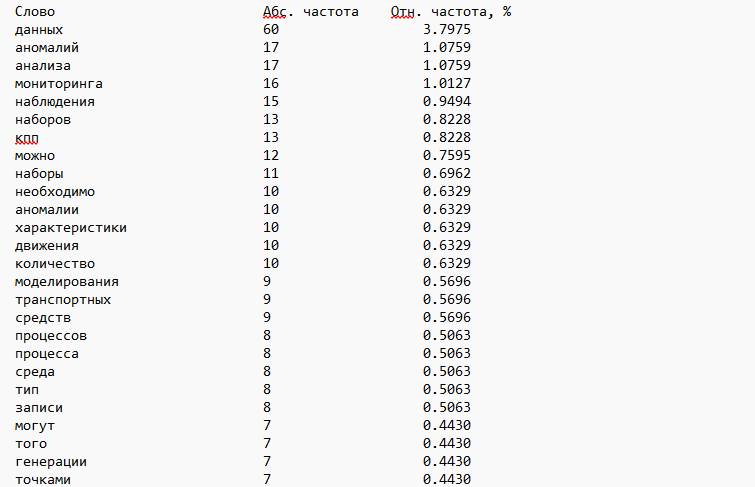 Слово Абс. частота Отн. частота, %
данных 60 3.7975
аномалий 17 1.0759
анализа 17 1.0759
мониторинга 16 1.0127
наблюдения 15 0.9494
наборов 13 0.8228
кпп 13 0.8228
можно 12 0.7595
наборы 11 0.6962
необходимо 10 0.6329
аномалии 10 0.6329
характеристики 10 0.6329
движения 10 0.6329
количество 10 0.6329
моделирования 9 0.5696
транспортных 9 0.5696
средств 9 0.5696
процессов 8 0.5063
процесса 8 0.5063
среда 8 0.5063
тип 8 0.5063
записи 8 0.5063
могут 7 0.4430
того 7 0.4430
генерации 7 0.4430
точками 7 0.4430